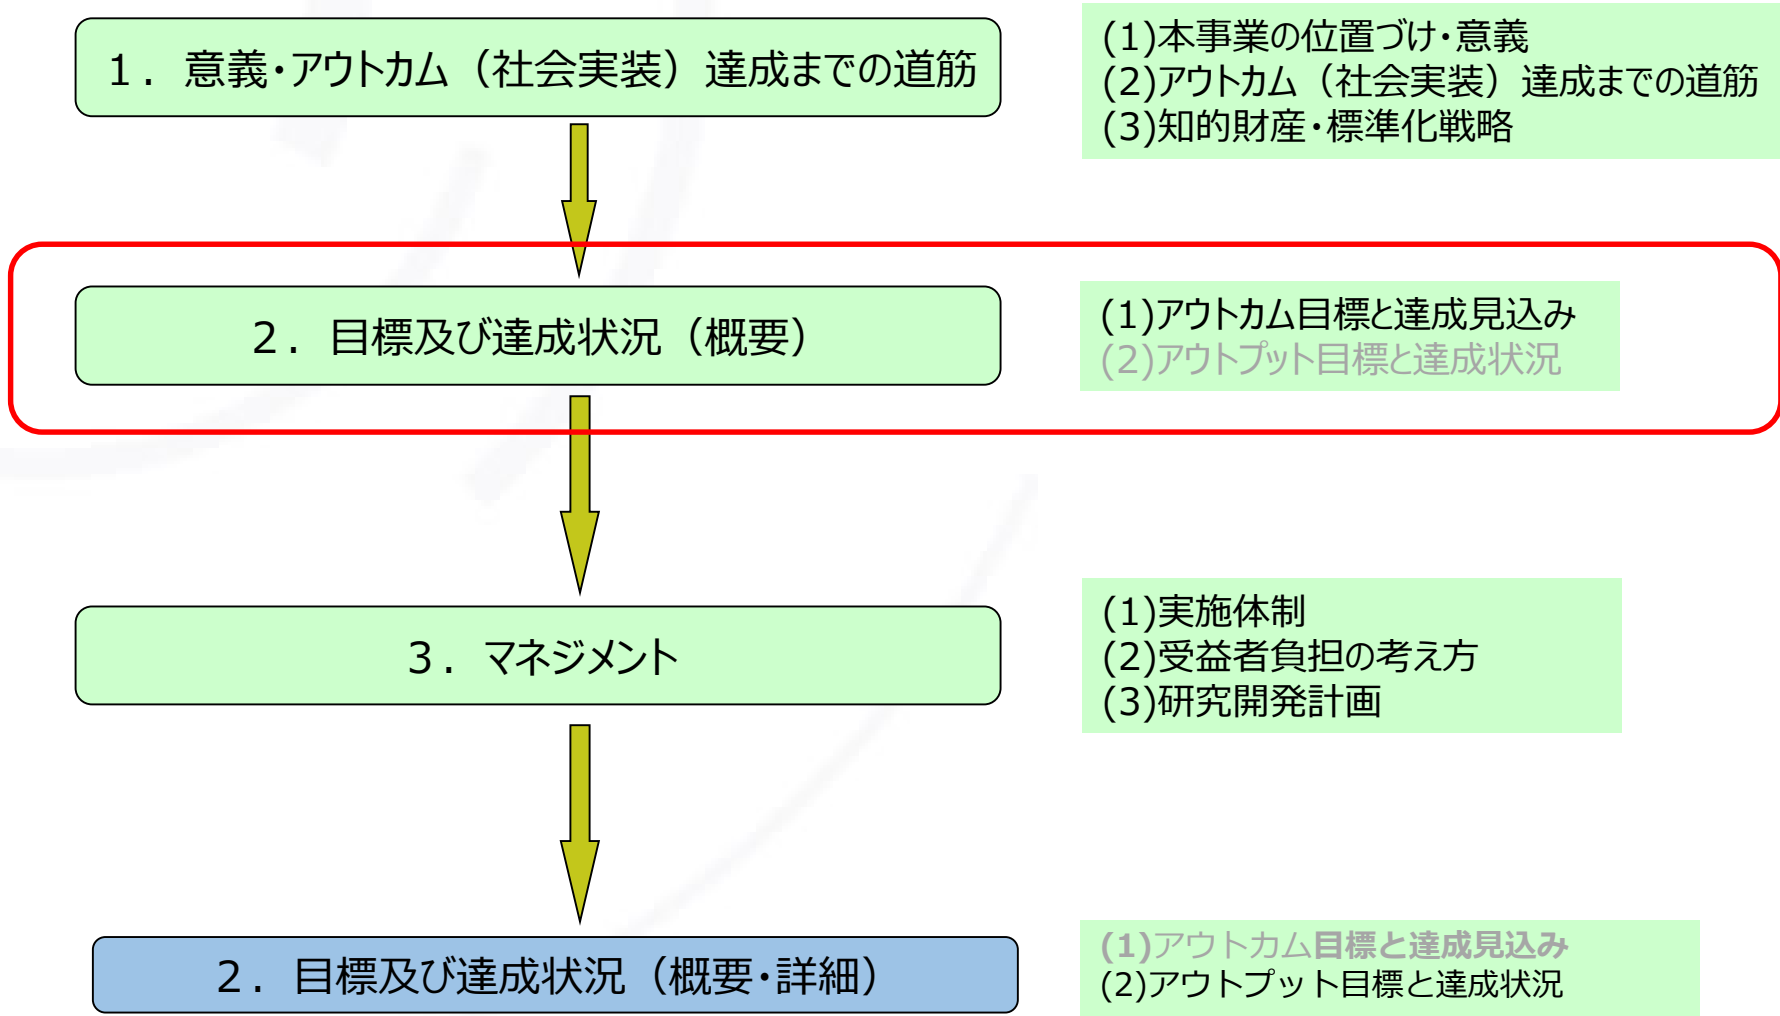 １．意義・アウトカム（社会実装）達成までの道筋
(1)本事業の位置づけ・意義
(2)アウトカム（社会実装）達成までの道筋
(3)知的財産・標準化戦略
２．目標及び達成状況（概要）
(1)アウトカム目標と達成見込み
(2)アウトプット目標と達成状況
３．マネジメント
(1)実施体制
(2)受益者負担の考え方
(3)研究開発計画
２．目標及び達成状況（概要・詳細）
(1)アウトカム目標と達成見込み
(2)アウトプット目標と達成状況